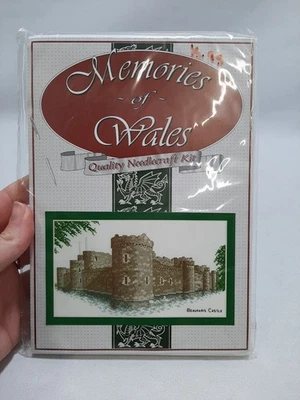 Memories
- of -
Wales
Quality Needlecraft Kit
Beaumaris Castle